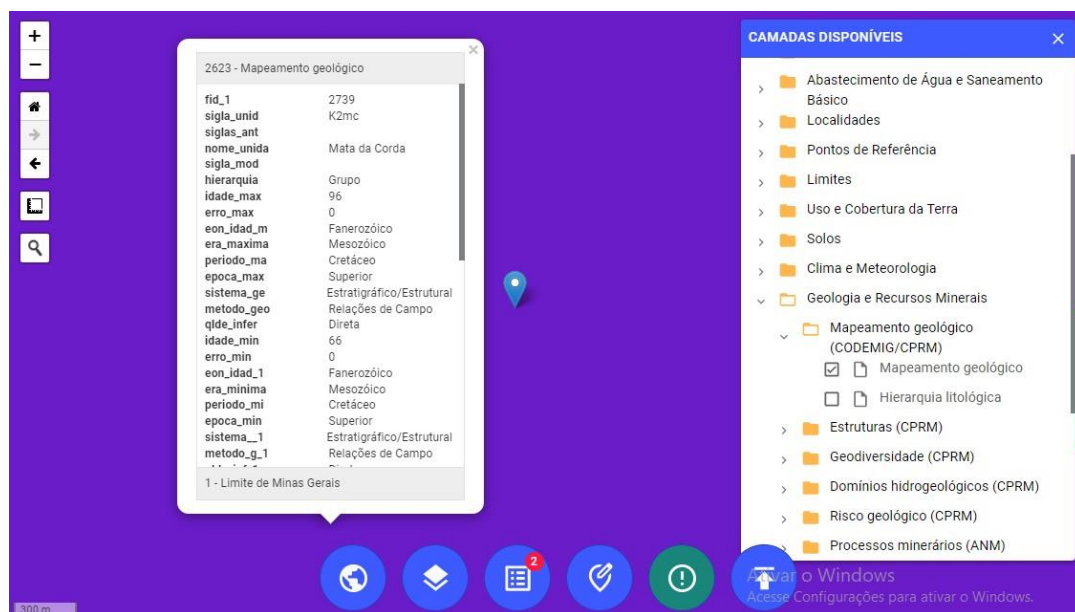 +
−
2623 - Mapeamento geológico
fid_1 2739
sigla_unid K2mc
siglas_ant
nome_unida Mata da Corda
sigla_mod
hierarquia Grupo
idade_max 96
erro_max 0
eon_idad_m Fanerozóico
era_maxima Mesozóico
periodo_ma Cretáceo
epoca_max Superior
sistema_ge Estratigráfico/Estrutural
metodo_geo Relações de Campo
qlde_infer Direta
idade_min 66
erro_min 0
eon_idad_1 Fanerozóico
era_minima Mesozóico
periodo_mi Cretáceo
epoca_min Superior
sistema__1 Estratigráfico/Estrutural
metodo_g_1 Relações de Campo
1 - Limite de Minas Gerais
CAMADAS DISPONÍVEIS
Abastecimento de Água e Saneamento
Básico
Localidades
Pontos de Referência
Limites
Uso e Cobertura da Terra
Solos
Clima e Meteorologia
Geologia e Recursos Minerais
Mapeamento geológico
(CODEMIG/CPRM)
Mapeamento geológico
Hierarquia litológica
Estruturas (CPRM)
Geodiversidade (CPRM)
Domínios hidrogeológicos (CPRM)
Risco geológico (CPRM)
Processos minerários (ANM)
2
Ativar o Windows
Acesse Configurações para ativar o Windows.
300 m